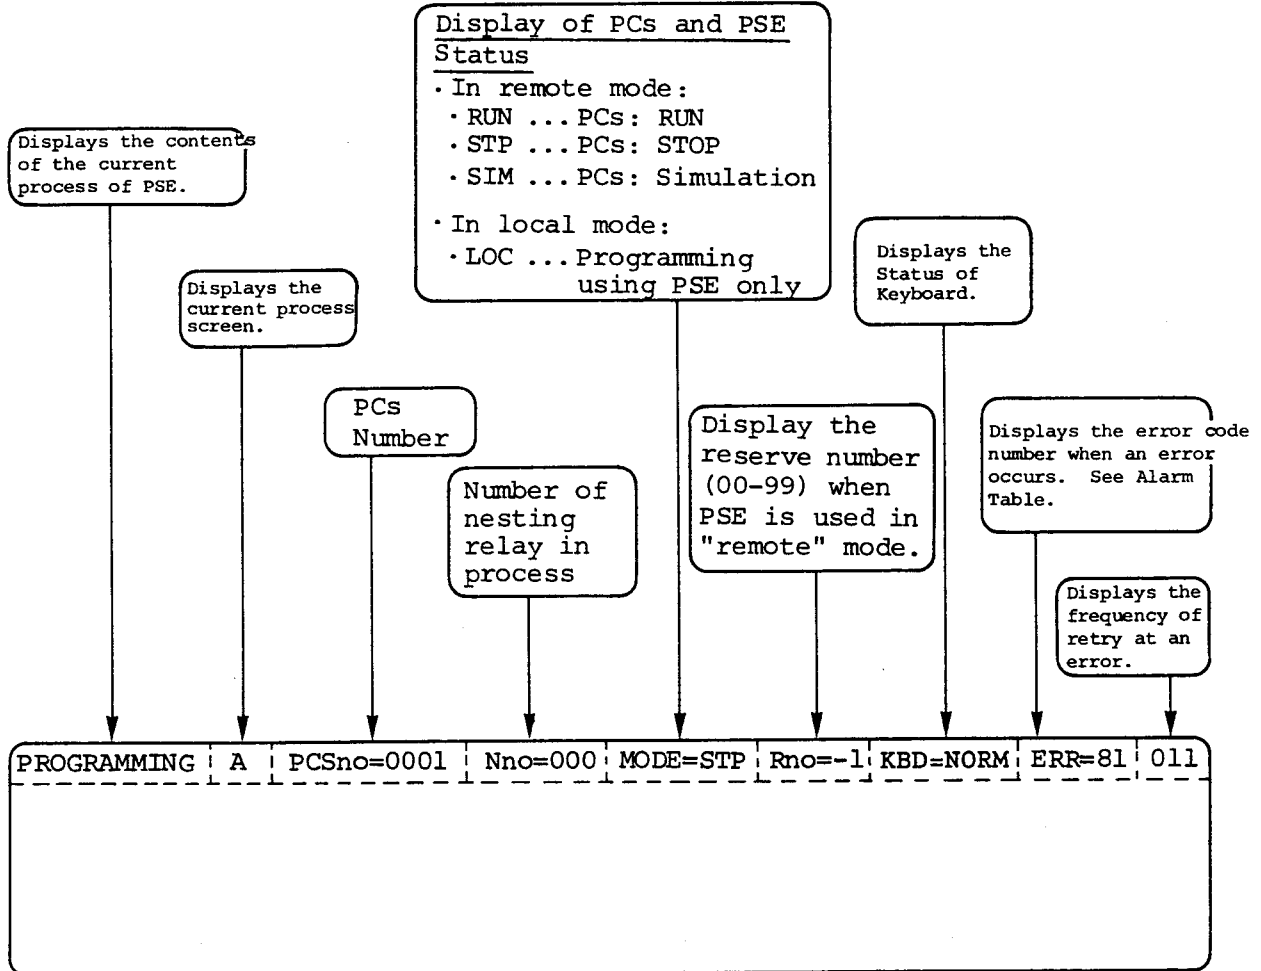 Display of PCs and PSE
Status
· In remote mode:
· RUN ... PCs: RUN
· STP ... PCs: STOP
· SIM ... PCs: Simulation
· In local mode:
· LOC ... Programming
using PSE only
Displays the contents
of the current
process of PSE.
Displays the
current process
screen.
PCs
Number
Number of
nesting
relay in
process
Display the
reserve number
(00-99) when
PSE is used in
"remote" mode.
Displays the
Status of
Keyboard.
Displays the error code
number when an error
occurs. See Alarm
Table.
Displays the
frequency of
retry at an
error.
PROGRAMMING A PCSno=0001 Nno=000 MODE=STP Rno=-1 KBD=NORM ERR=81 011